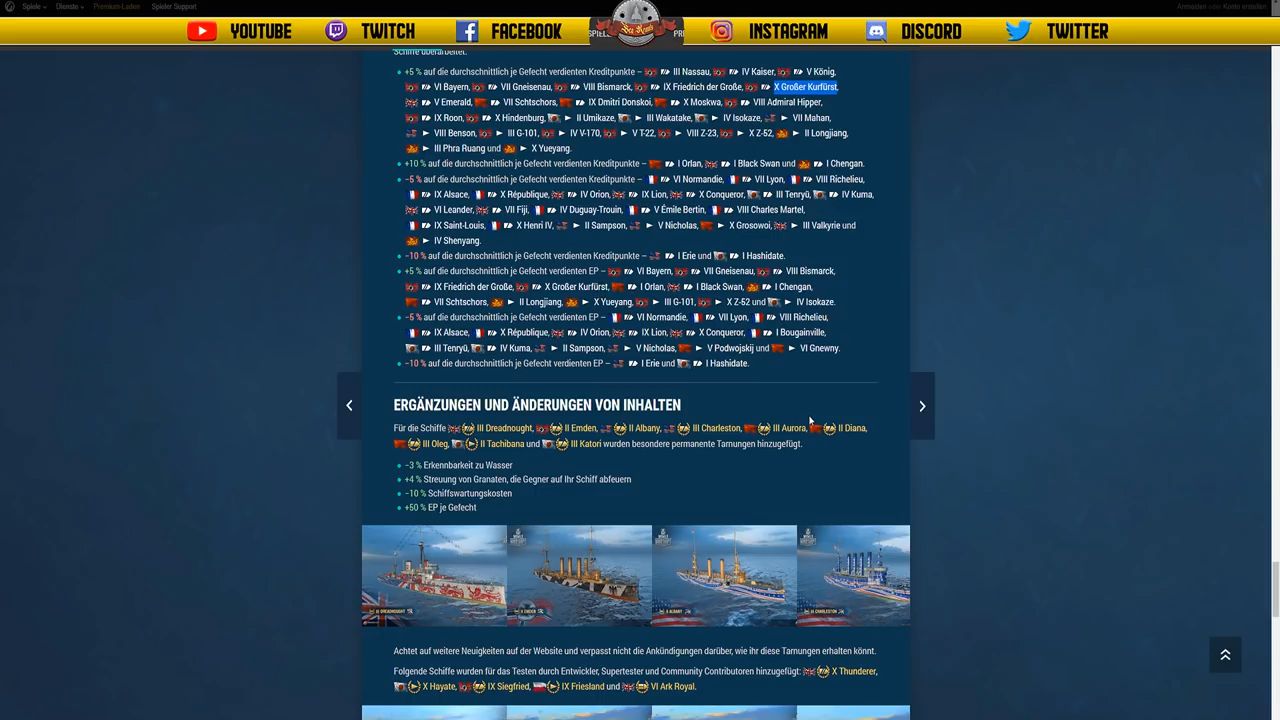 Spiele Dienste Premium-Laden Spieler Support Anmelden oder Konto erstellen
YOUTUBE TWITCH FACEBOOK INSTAGRAM DISCORD TWITTER
Schiffe überarbeitet.
+5 % auf die durchschnittlich je Gefecht verdienten Kreditpunkte – III Nassau, IV Kaiser, V König,
VI Bayern, VII Gneisenau, VIII Bismarck, IX Friedrich der Große, X Großer Kurfürst,
V Emerald, VII Schtschors, IX Dmitri Donskoi, X Moskwa, VIII Admiral Hipper,
IX Roon, X Hindenburg, II Umikaze, III Wakatake, IV Isokaze, VII Mahan,
VIII Benson, III G-101, IV V-170, V T-22, VIII Z-23, X Z-52, II Longjiang,
III Phra Ruang und X Yueyang.
+10 % auf die durchschnittlich je Gefecht verdienten Kreditpunkte – I Orlan, I Black Swan und I Chengan.
−5 % auf die durchschnittlich je Gefecht verdienten Kreditpunkte – VI Normandie, VII Lyon, VIII Richelieu,
IX Alsace, X République, IV Orion, IX Lion, X Conqueror, III Tenryū, IV Kuma,
VI Leander, VII Fiji, IV Duguay-Trouin, V Émile Bertin, VIII Charles Martel,
IX Saint-Louis, X Henri IV, II Sampson, V Nicholas, X Grosowoi, III Valkyrie und
IV Shenyang.
−10 % auf die durchschnittlich je Gefecht verdienten Kreditpunkte – I Erie und I Hashidate.
+5 % auf die durchschnittlich je Gefecht verdienten EP – VI Bayern, VII Gneisenau, VIII Bismarck,
IX Friedrich der Große, X Großer Kurfürst, I Orlan, I Black Swan, I Chengan,
VII Schtschors, II Longjiang, X Yueyang, III G-101, X Z-52 und IV Isokaze.
−5 % auf die durchschnittlich je Gefecht verdienten EP – VI Normandie, VII Lyon, VIII Richelieu,
IX Alsace, X République, IV Orion, IX Lion, X Conqueror, I Bougainville,
III Tenryū, IV Kuma, II Sampson, V Nicholas, V Podwojskij und VI Gnewny.
−10 % auf die durchschnittlich je Gefecht verdienten EP – I Erie und I Hashidate.
ERGÄNZUNGEN UND ÄNDERUNGEN VON INHALTEN
Für die Schiffe III Dreadnought, II Emden, II Albany, III Charleston, III Aurora, II Diana,
III Oleg, II Tachibana und III Katori wurden besondere permanente Tarnungen hinzugefügt.
−3 % Erkennbarkeit zu Wasser
+4 % Streuung von Granaten, die Gegner auf Ihr Schiff abfeuern
−10 % Schiffswartungskosten
+50 % EP je Gefecht
III DREADNOUGHT II EMDEN II ALBANY III CHARLESTON
Achtet auf weitere Neuigkeiten auf der Website und verpasst nicht die Ankündigungen darüber, wie ihr diese Tarnungen erhalten könnt.
Folgende Schiffe wurden für das Testen durch Entwickler, Supertester und Community Contributoren hinzugefügt: X Thunderer,
X Hayate, IX Siegfried, IX Friesland und VI Ark Royal.